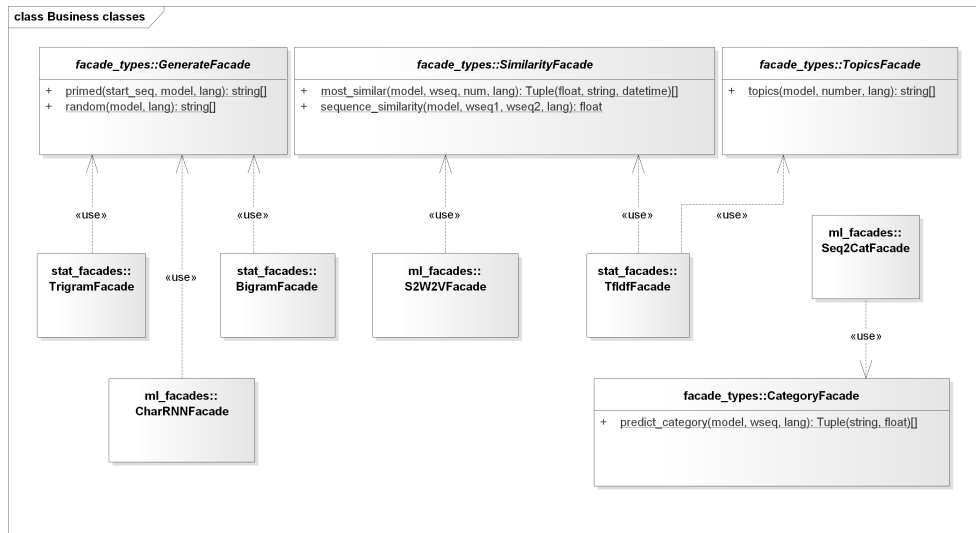 class Business classes
facade_types::GenerateFacade
+ primed(start_seq, model, lang): string[]
+ random(model, lang): string[]
facade_types::SimilarityFacade
+ most_similar(model, wseq, num, lang): Tuple(float, string, datetime)[]
+ sequence_similarity(model, wseq1, wseq2, lang): float
facade_types::TopicsFacade
+ topics(model, number, lang): string[]
«use»
«use»
«use»
«use»
«use»
«use»
stat_facades::
TrigramFacade
stat_facades::
BigramFacade
ml_facades::
S2W2VFacade
stat_facades::
TfIdfFacade
ml_facades::
Seq2CatFacade
«use»
ml_facades::
CharRNNFacade
facade_types::CategoryFacade
+ predict_category(model, wseq, lang): Tuple(string, float)[]